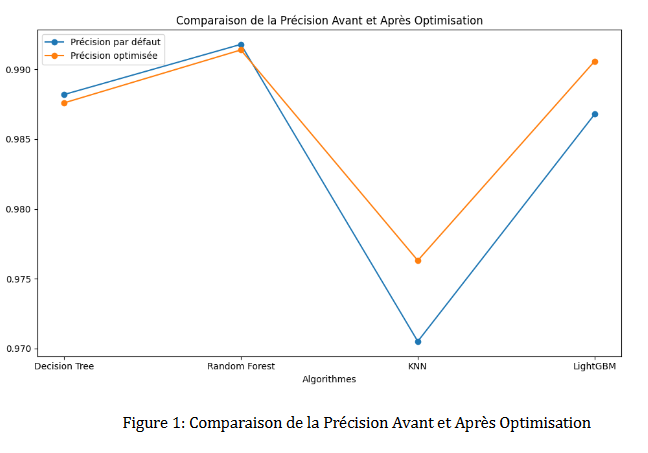 Comparaison de la Précision Avant et Après Optimisation
Précision par défaut
Précision optimisée
0.990
0.985
0.980
0.975
0.970
Decision Tree Random Forest KNN LightGBM
Algorithmes
Figure 1: Comparaison de la Précision Avant et Après Optimisation